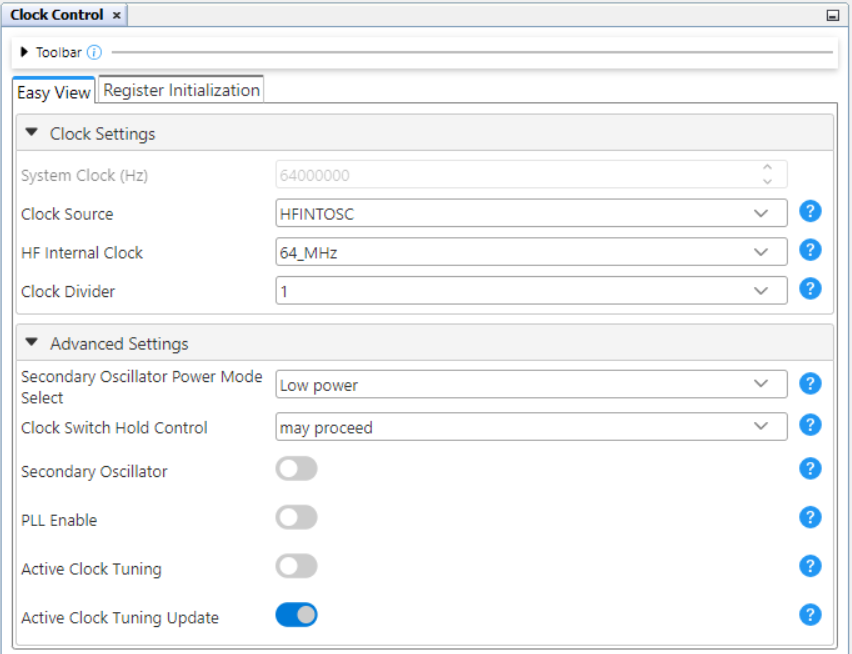 Clock Control ×
Toolbar i
Easy View
Register Initialization
Clock Settings
System Clock (Hz)
64000000
Clock Source
HFINTOSC
?
HF Internal Clock
64_MHz
?
Clock Divider
1
?
Advanced Settings
Secondary Oscillator Power Mode
Select
Low power
?
Clock Switch Hold Control
may proceed
?
Secondary Oscillator
?
PLL Enable
?
Active Clock Tuning
?
Active Clock Tuning Update
?